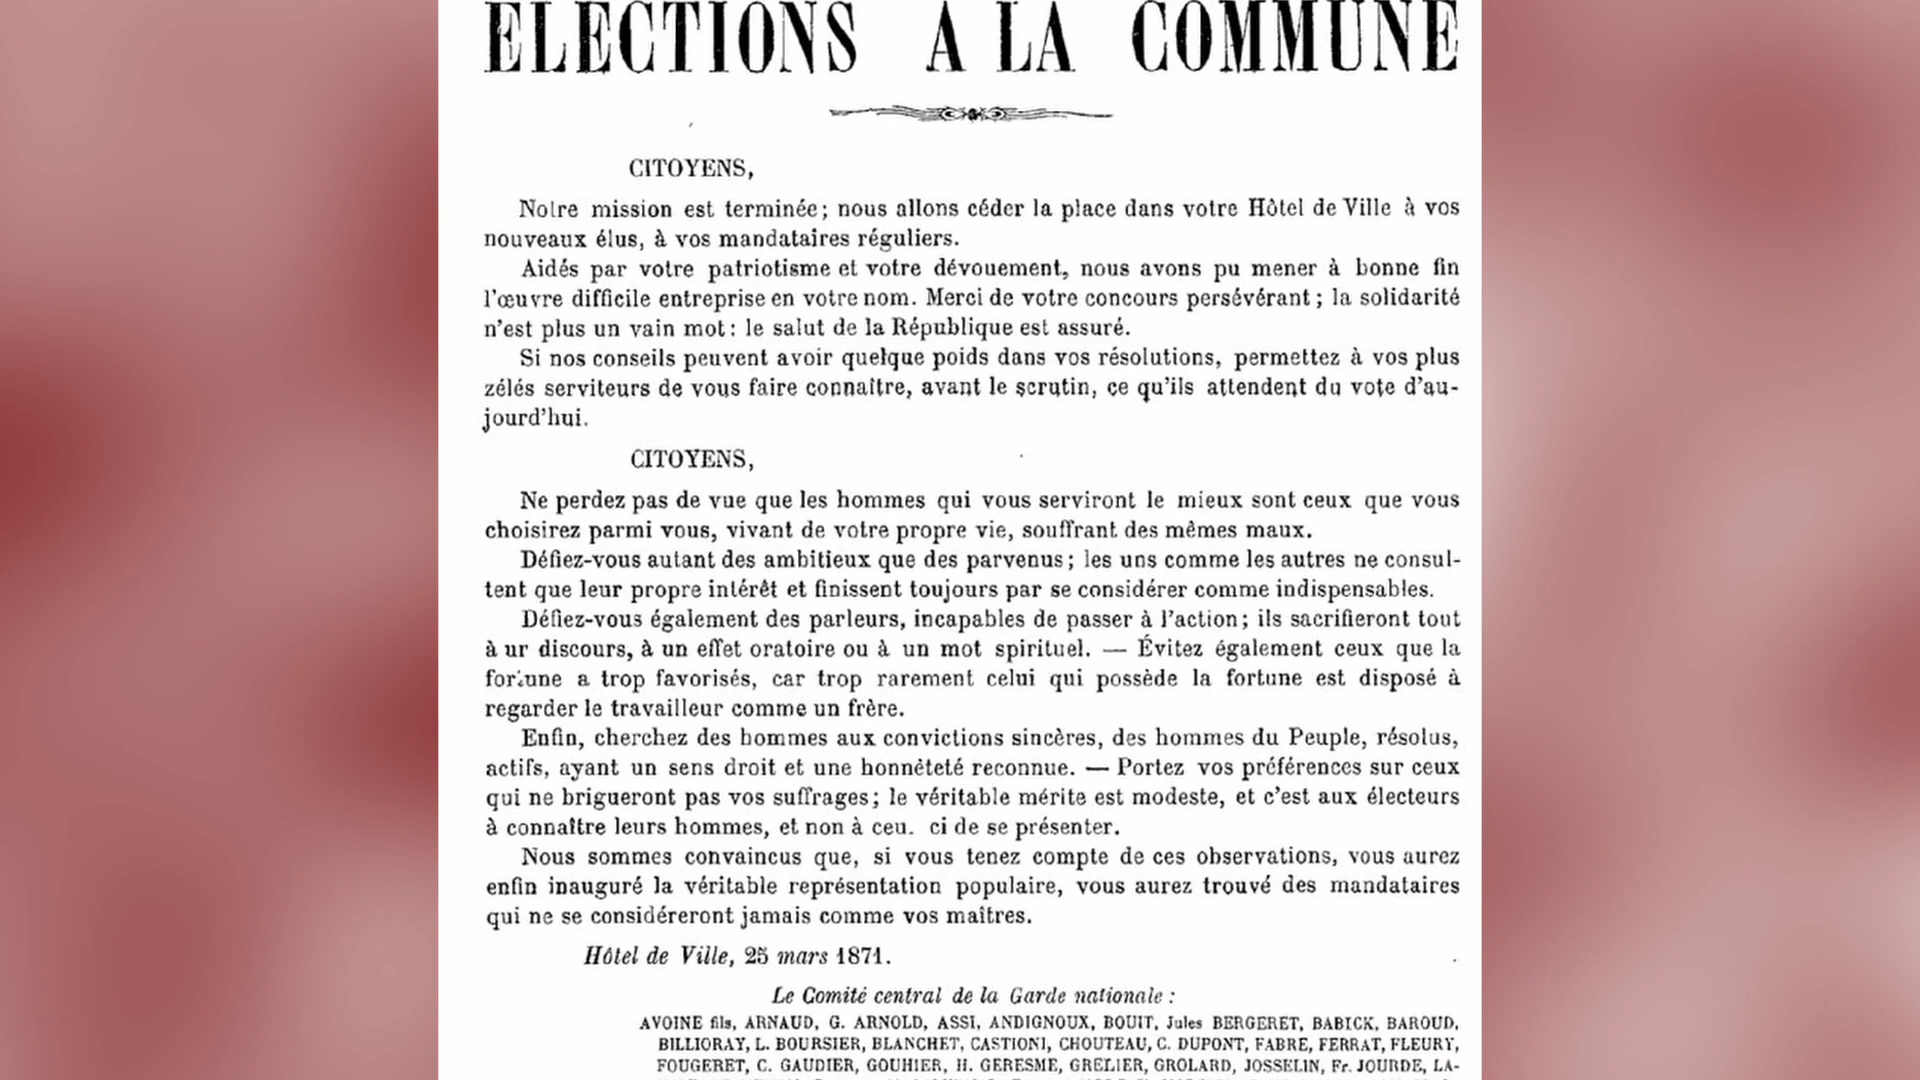 ELECTIONS A LA COMMUNE
CITOYENS,
Notre mission est terminée; nous allons céder la place dans votre Hôtel de Ville à vos
nouveaux élus, à vos mandataires réguliers.
Aidés par votre patriotisme et votre dévouement, nous avons pu mener à bonne fin
l'œuvre difficile entreprise en votre nom. Merci de votre concours persévérant; la solidarité
n'est plus un vain mot: le salut de la République est assuré.
Si nos conseils peuvent avoir quelque poids dans vos résolutions, permettez à vos plus
zélés serviteurs de vous faire connaître, avant le scrutin, ce qu'ils attendent du vote d'au-
jourd'hui.
CITOYENS,
Ne perdez pas de vue que les hommes qui vous serviront le mieux sont ceux que vous
choisirez parmi vous, vivant de votre propre vie, souffrant des mêmes maux.
Défiez-vous autant des ambitieux que des parvenus; les uns comme les autres ne consul-
tent que leur propre intérêt et finissent toujours par se considérer comme indispensables.
Défiez-vous également des parleurs, incapables de passer à l'action; ils sacrifieront tout
à ur discours, à un effet oratoire ou à un mot spirituel. — Évitez également ceux que la
fortune a trop favorisés, car trop rarement celui qui possède la fortune est disposé à
regarder le travailleur comme un frère.
Enfin, cherchez des hommes aux convictions sincères, des hommes du Peuple, résolus,
actifs, ayant un sens droit et une honnêteté reconnue. — Portez vos préférences sur ceux
qui ne brigueront pas vos suffrages; le véritable mérite est modeste, et c'est aux électeurs
à connaître leurs hommes, et non à ceu. ci de se présenter.
Nous sommes convaincus que, si vous tenez compte de ces observations, vous aurez
enfin inauguré la véritable représentation populaire, vous aurez trouvé des mandataires
qui ne se considéreront jamais comme vos maîtres.
Hôtel de Ville, 25 mars 1871.
Le Comité central de la Garde nationale :
AVOINE fils, ARNAUD, G. ARNOLD, ASSI, ANDIGNOUX, BOUIT, Jules BERGERET, BABICK, BAROUD,
BILLIORAY, L. BOURSIER, BLANCHET, CASTIONI, CHOUTEAU, C. DUPONT, FABRE, FERRAT, FLEURY,
FOUGERET, C. GAUDIER, GOUHIER, H. GERESME, GRELIER, GROLARD, JOSSELIN, Fr. JOURDE, LA-